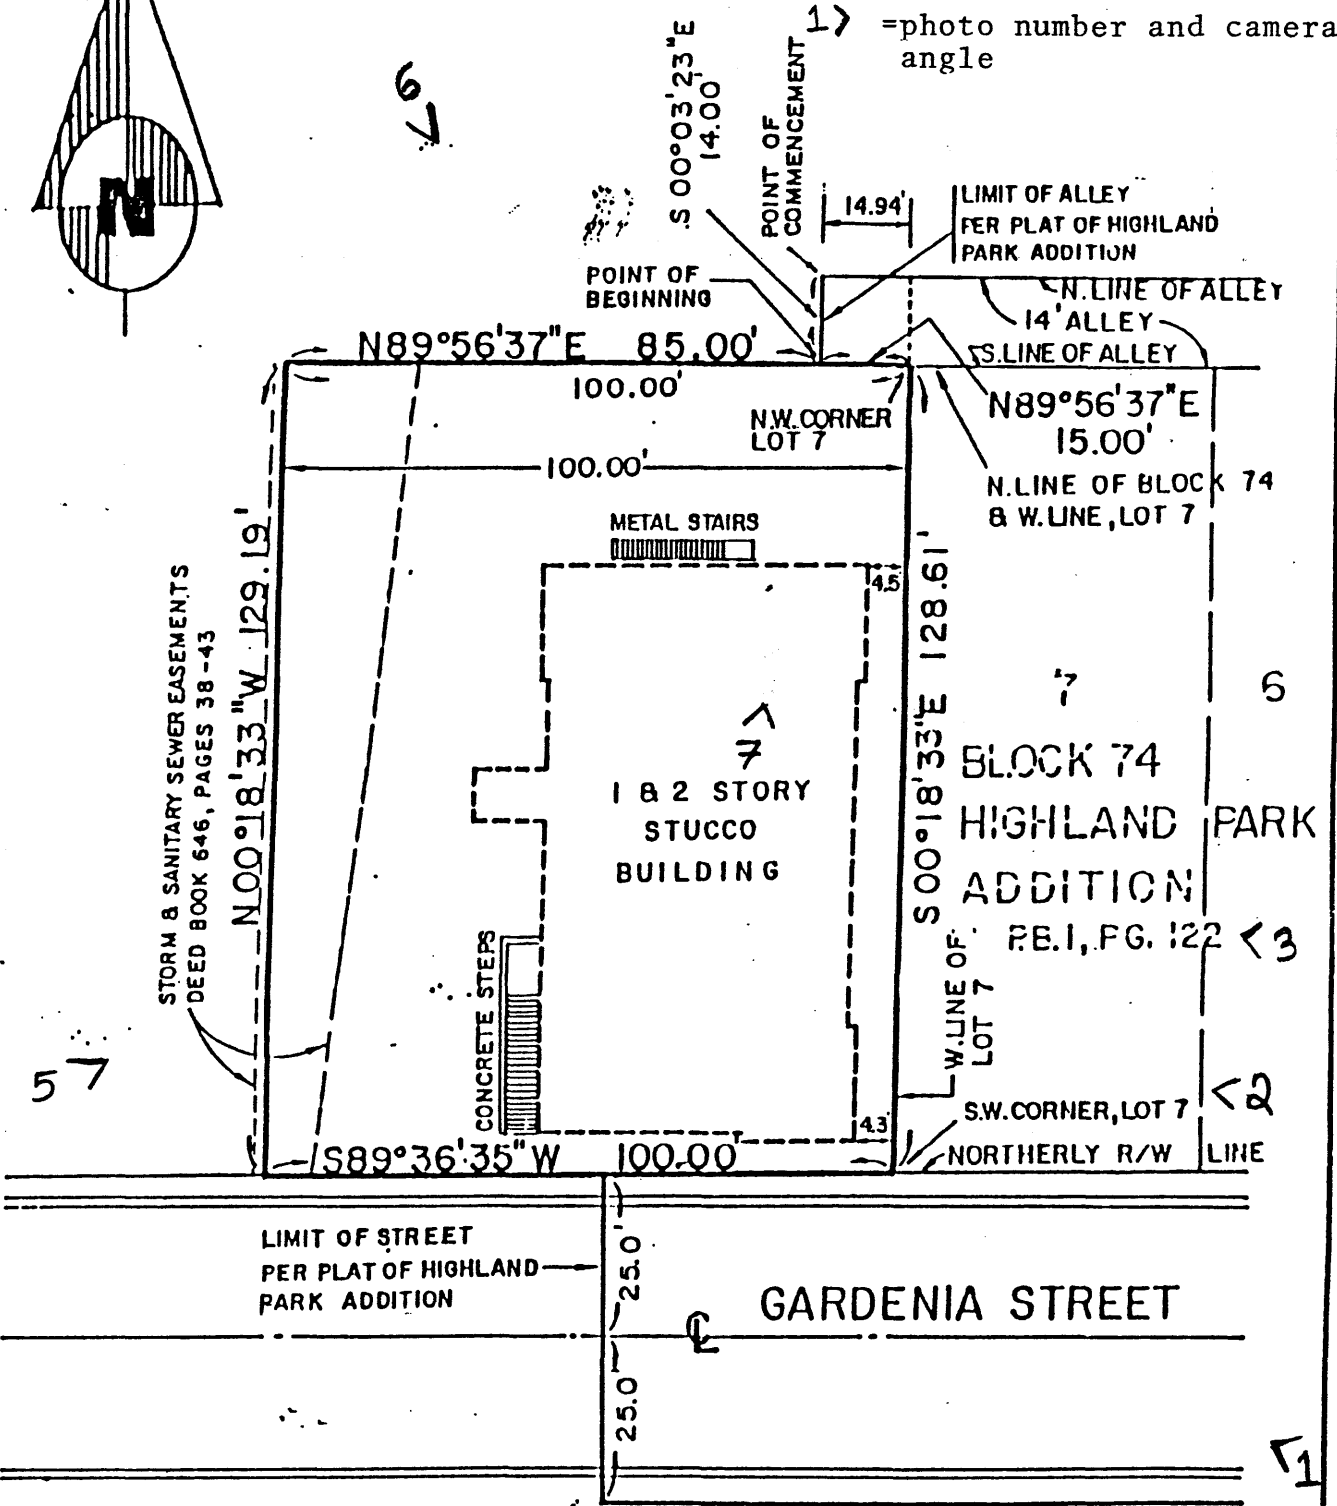 1> =photo number and camera
angle
6
N
S 00°03'23"E
14.00'
POINT OF
COMMENCEMENT
14.94'
LIMIT OF ALLEY
PER PLAT OF HIGHLAND
PARK ADDITION
POINT OF
BEGINNING
N. LINE OF ALLEY
14' ALLEY
S. LINE OF ALLEY
N89°56'37"E 85.00'
100.00'
N89°56'37"E
15.00'
N.W. CORNER
LOT 7
100.00'
N. LINE OF BLOCK 74
& W. LINE, LOT 7
METAL STAIRS
4.5
N00°18'33"W 129.19'
S 00°18'33"E 128.61'
STORM & SANITARY SEWER EASEMENTS
DEED BOOK 646, PAGES 38-43
7
6
7
1 & 2 STORY
STUCCO
BUILDING
BLOCK 74
HIGHLAND PARK
ADDITION
P.B.1, PG. 122
<3
CONCRETE STEPS
W. LINE OF
LOT 7
5
<2
4.3'
S.W. CORNER, LOT 7
NORTHERLY R/W LINE
S89°36'35"W 100.00'
LIMIT OF STREET
PER PLAT OF HIGHLAND
PARK ADDITION
25.0'
GARDENIA STREET
CL
25.0'
1